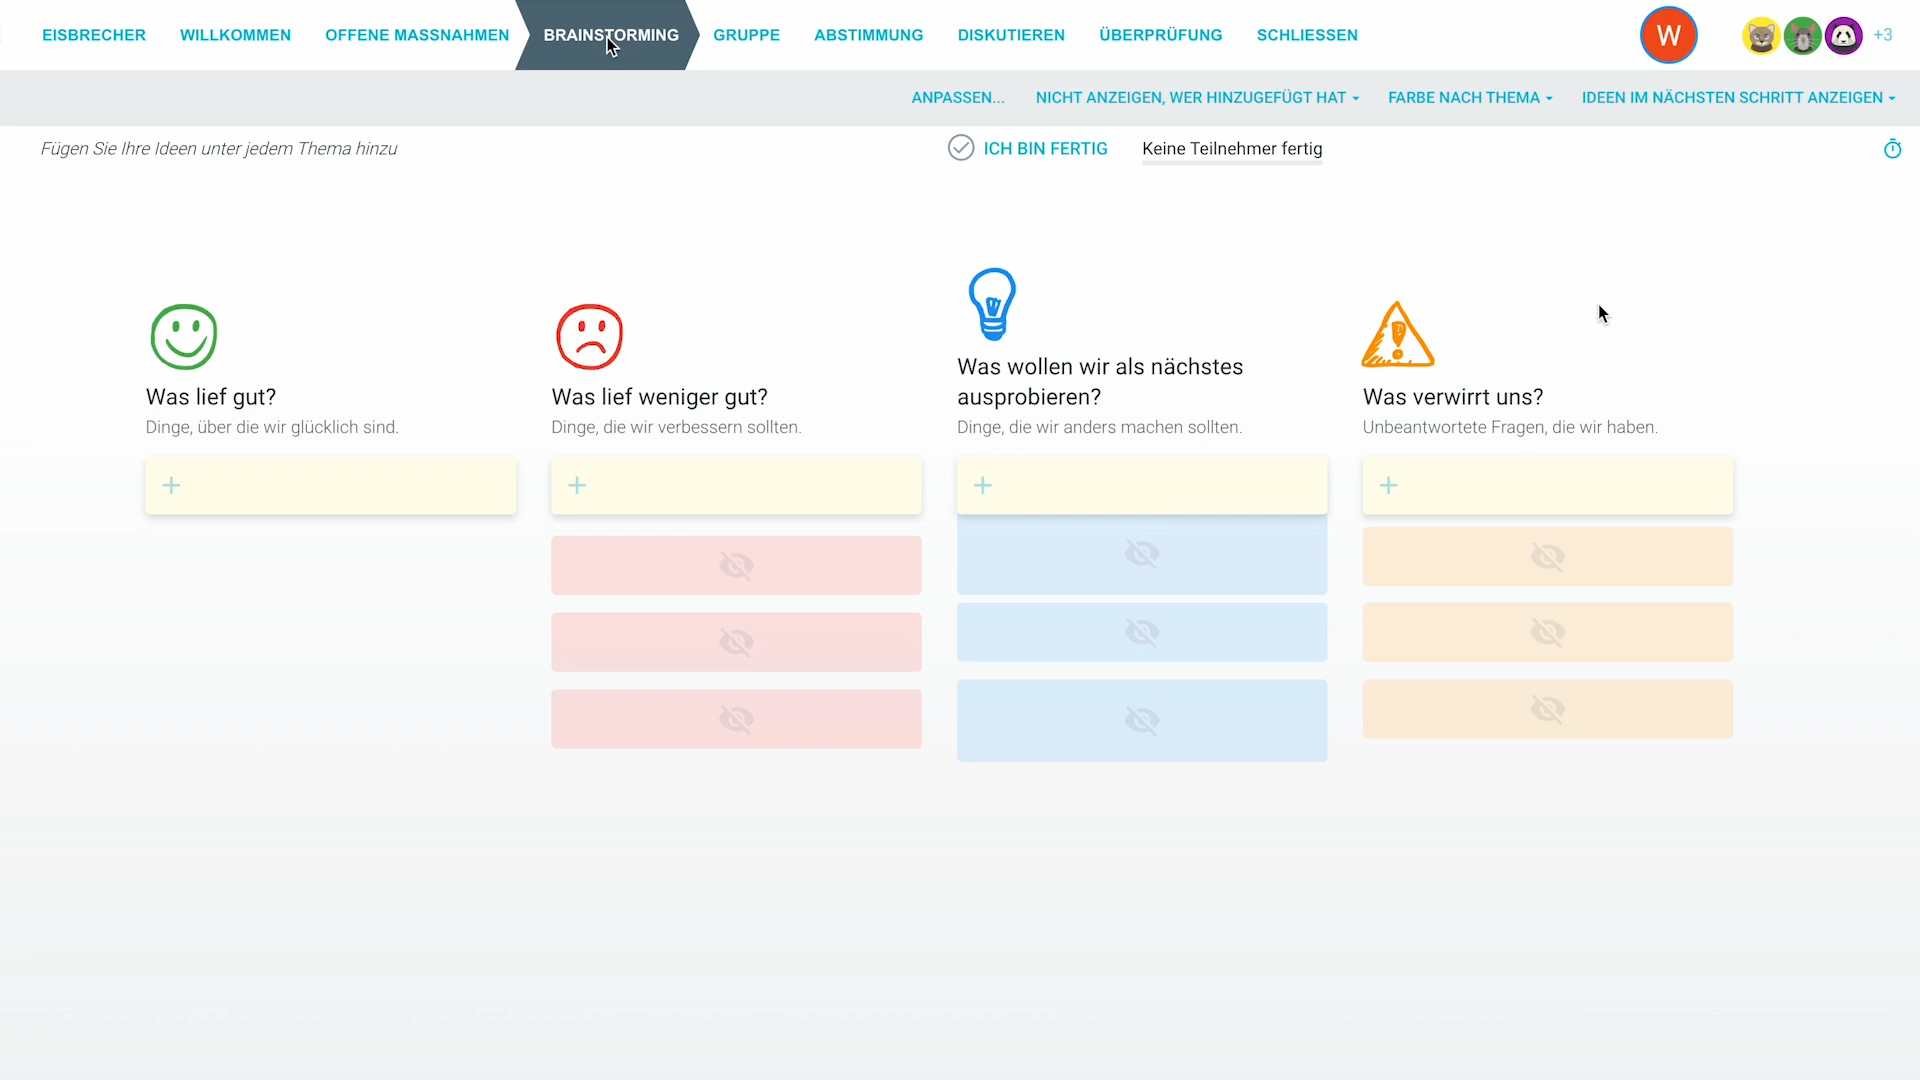 EISBRECHER WILLKOMMEN OFFENE MASSNAHMEN BRAINSTORMING GRUPPE ABSTIMMUNG DISKUTIEREN ÜBERPRÜFUNG SCHLIESSEN W +3
ANPASSEN... NICHT ANZEIGEN, WER HINZUGEFÜGT HAT FARBE NACH THEMA IDEEN IM NÄCHSTEN SCHRITT ANZEIGEN
Fügen Sie Ihre Ideen unter jedem Thema hinzu ICH BIN FERTIG Keine Teilnehmer fertig
Was lief gut?
Dinge, über die wir glücklich sind.
Was lief weniger gut?
Dinge, die wir verbessern sollten.
Was wollen wir als nächstes
ausprobieren?
Dinge, die wir anders machen sollten.
Was verwirrt uns?
Unbeantwortete Fragen, die wir haben.